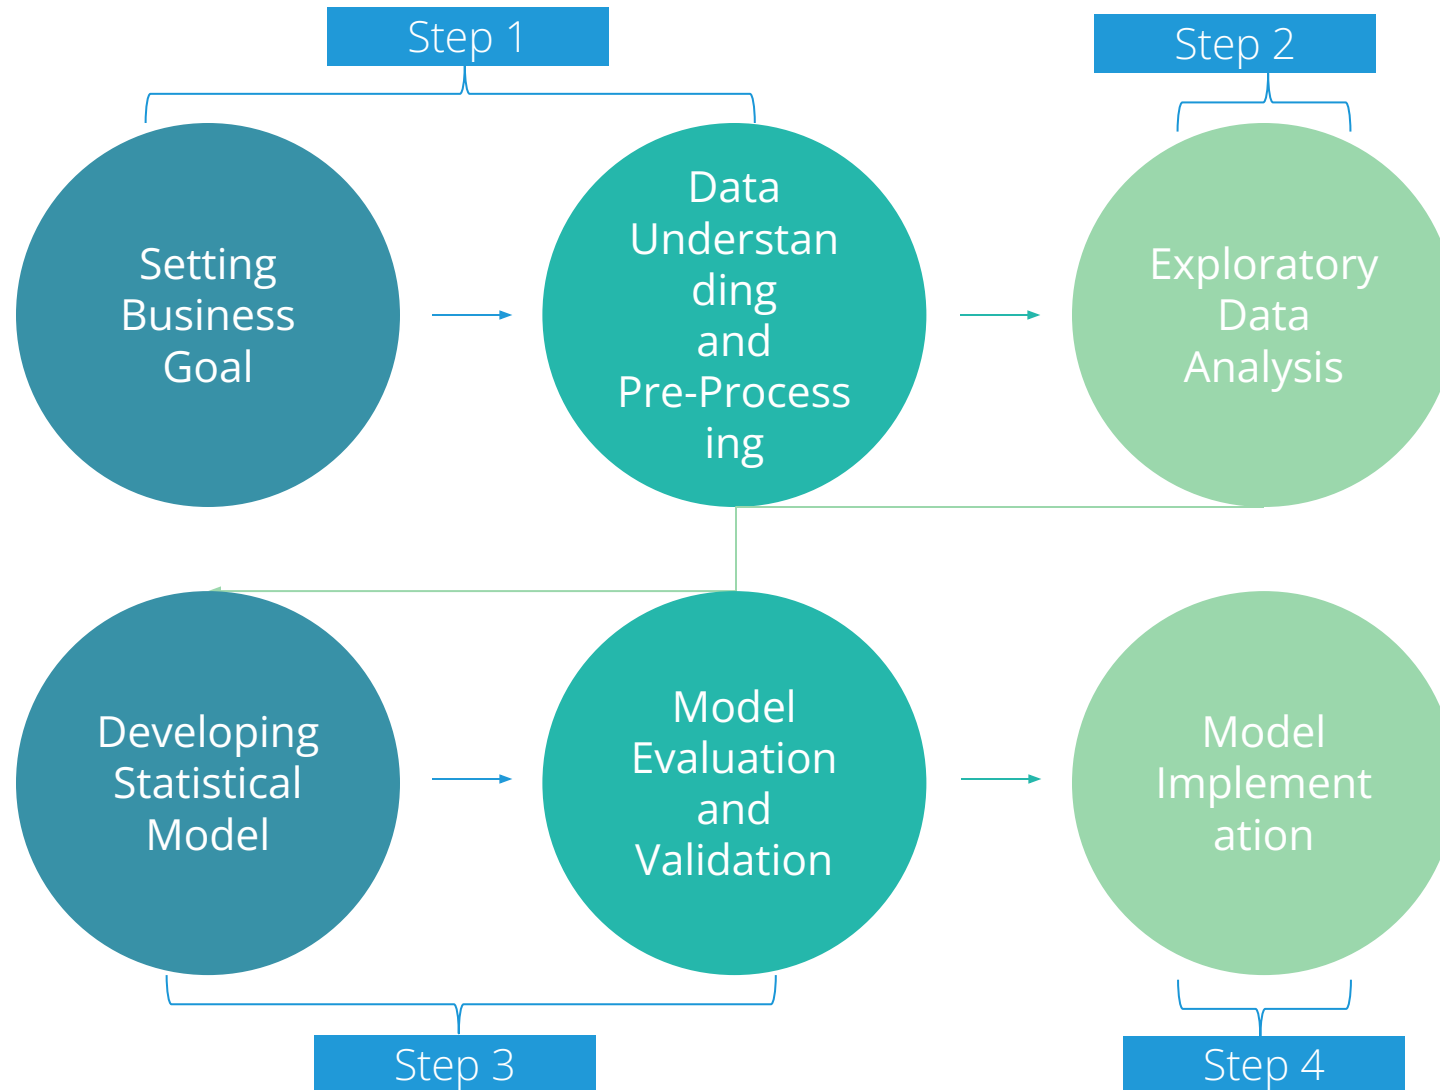 Step 1
Step 2
Setting
Business
Goal
Data
Understan
ding
and
Pre-Process
ing
Exploratory
Data
Analysis
Developing
Statistical
Model
Model
Evaluation
and
Validation
Model
Implement
ation
Step 3
Step 4